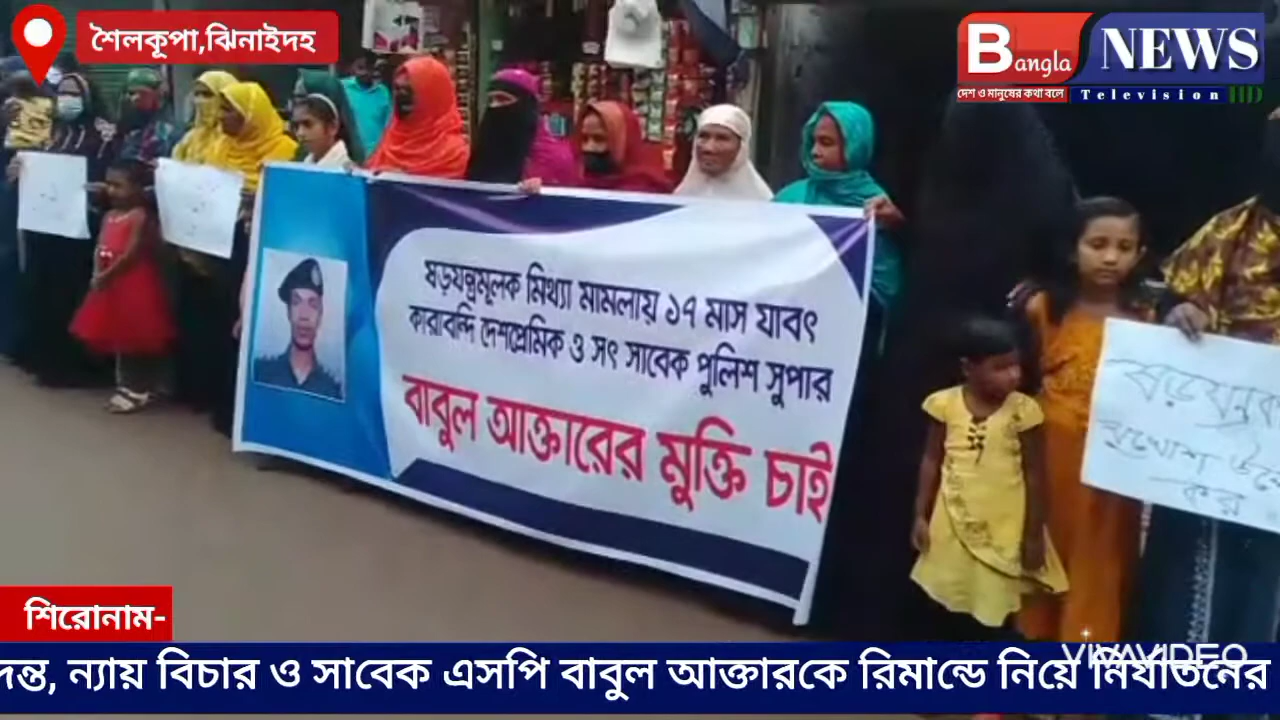 শৈলকূপা,ঝিনাইদহ
Bangla NEWS
দেশ ও মানুষের কথা বলে Television HD
ষড়যন্ত্রমূলক মিথ্যা মামলায় ১৭ মাস যাবৎ
কারাবন্দি দেশপ্রেমিক ও সৎ সাবেক পুলিশ সুপার
বাবুল আক্তারের মুক্তি চাই
মুখোশ
কর
শিরোনাম-
VIVAVIDEO
দন্ত, ন্যায় বিচার ও সাবেক এসপি বাবুল আক্তারকে রিমান্ডে নিয়ে নির্যাতনের